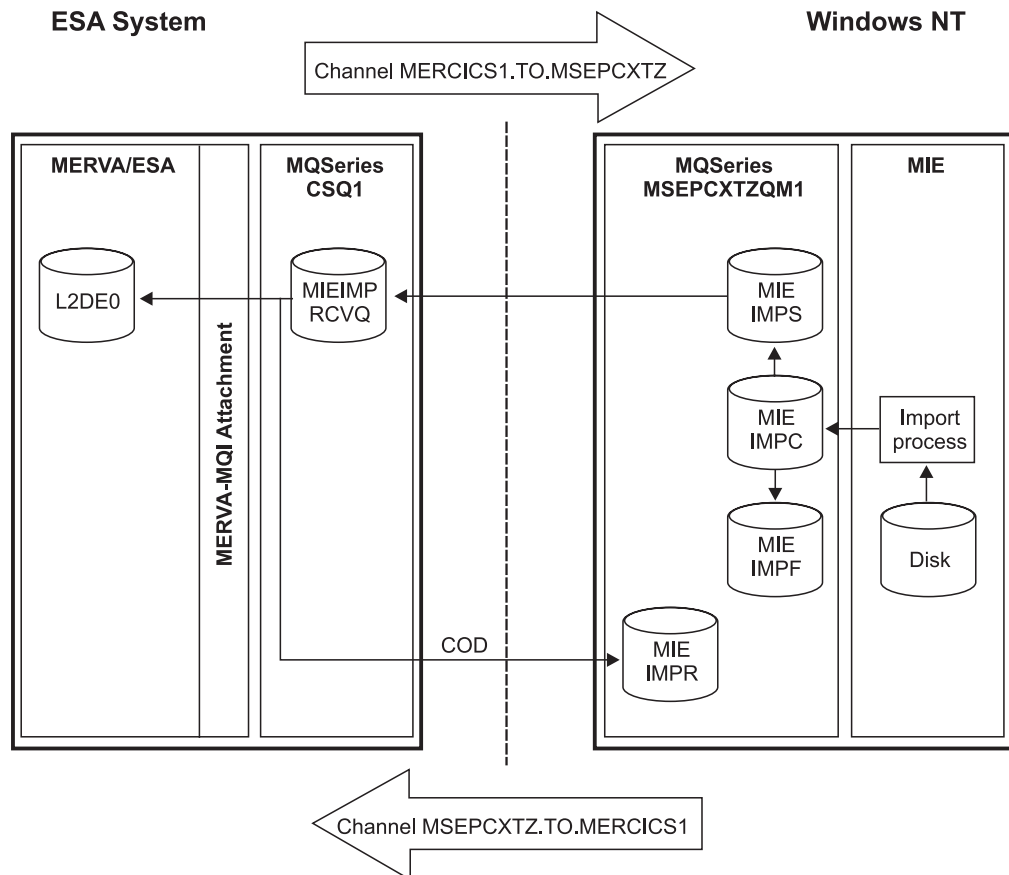 ESA System
Windows NT
Channel MERCICS1.TO.MSEPCXTZ
MERVA/ESA
MQSeries
CSQ1
MQSeries
MSEPCXTZQM1
MIE
L2DE0
MERVA-MQI Attachment
MIEIMP
RCVQ
MIE
IMPS
MIE
IMPC
Import
process
MIE
IMPF
Disk
COD
MIE
IMPR
Channel MSEPCXTZ.TO.MERCICS1